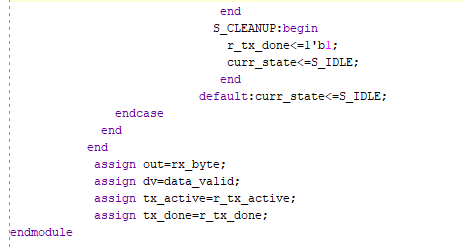 end
S_CLEANUP:begin
r_tx_done<=1'b1;
curr_state<=S_IDLE;
end
default:curr_state<=S_IDLE;
endcase
end
end
assign out=rx_byte;
assign dv=data_valid;
assign tx_active=r_tx_active;
assign tx_done=r_tx_done;
endmodule